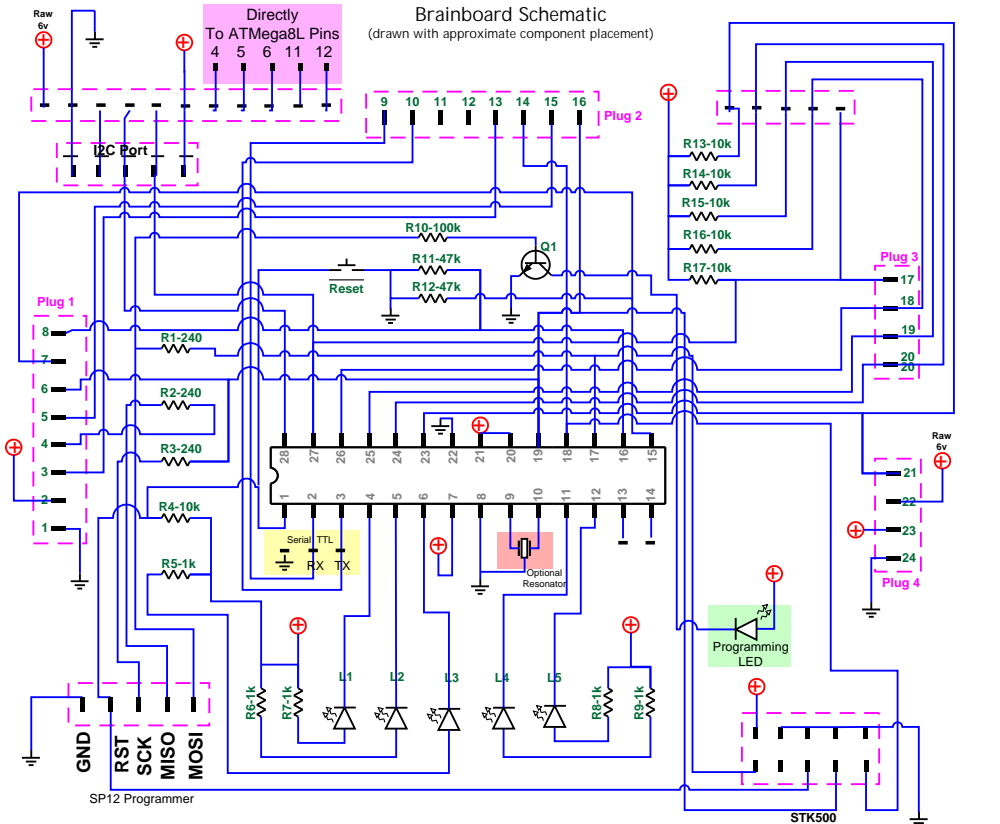 Brainboard Schematic
(drawn with approximate component placement)
Raw
6v
Directly
To ATMega8L Pins
4 5 6 11 12
9 10 11 12 13 14 15 16
Plug 2
I2C Port
R13-10k
R14-10k
R15-10k
R16-10k
R17-10k
R10-100k
Q1
R11-47k
Reset
R12-47k
Plug 3
17
18
19
20
20
Plug 1
8
7
6
5
4
3
2
1
R1-240
R2-240
R3-240
R4-10k
R5-1k
28 27 26 25 24 23 22 21 20 19 18 17 16 15
1 2 3 4 5 6 7 8 9 10 11 12 13 14
Raw
6v
21
22
23
24
Plug 4
Serial TTL
RX TX
Optional
Resonator
Programming
LED
L1 L2 L3 L4 L5
R6-1k
R7-1k
R8-1k
R9-1k
GND
RST
SCK
MISO
MOSI
SP12 Programmer
STK500